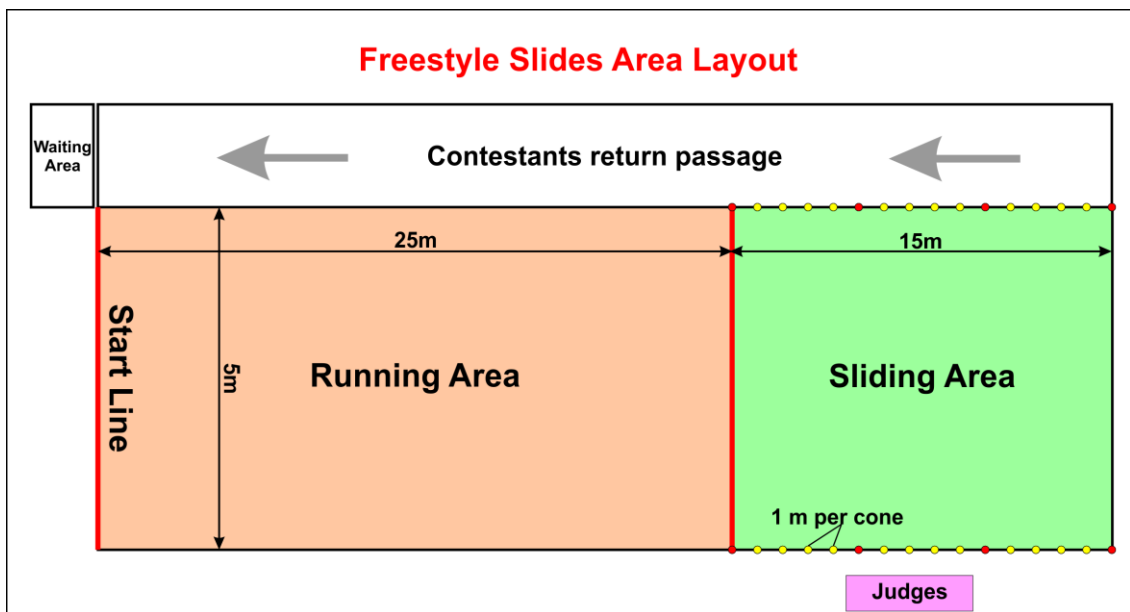 Freestyle Slides Area Layout
Waiting
Area
Contestants return passage
25m
15m
Start Line
5m
Running Area
Sliding Area
1 m per cone
Judges